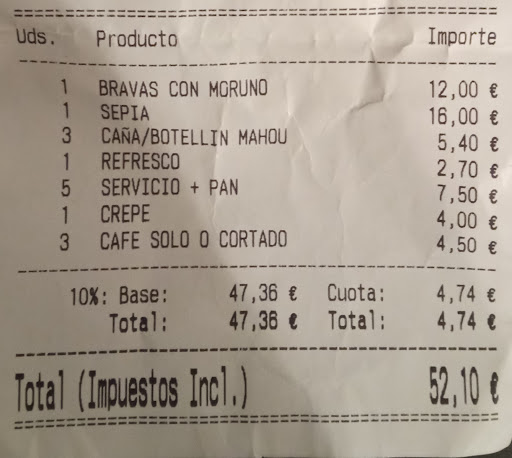 Uds. Producto Importe
1 BRAVAS CON MORUNO 12,00 €
1 SEPIA 16,00 €
3 CAÑA/BOTELLIN MAHOU 5,40 €
1 REFRESCO 2,70 €
5 SERVICIO + PAN 7,50 €
1 CREPE 4,00 €
3 CAFE SOLO O CORTADO 4,50 €
10%: Base: 47,36 € Cuota: 4,74 €
Total: 47,36 € Total: 4,74 €
Total (Impuestos Incl.) 52,10 €